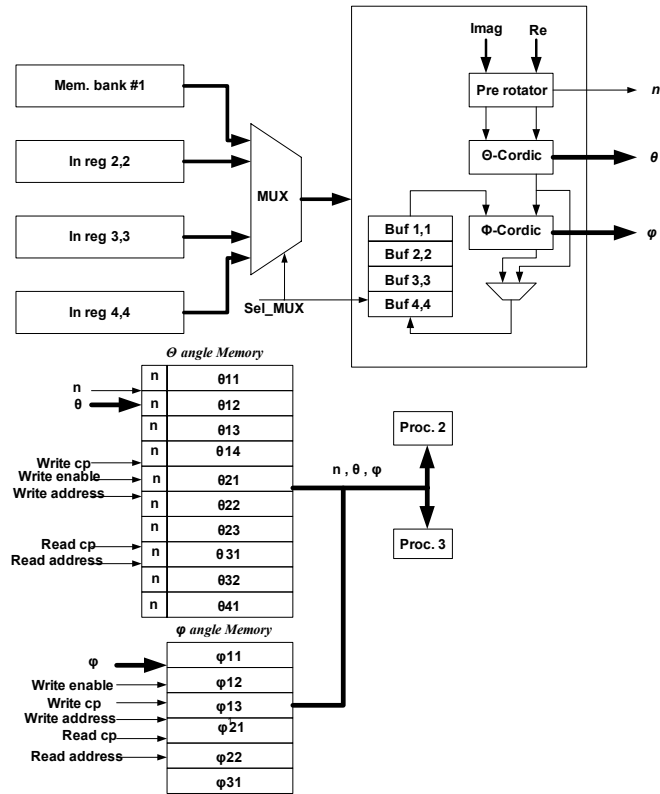 Imag Re
Mem. bank #1
Pre rotator
n
In reg 2,2
Θ-Cordic
θ
MUX
In reg 3,3
Buf 1,1
Φ-Cordic
φ
Buf 2,2
Buf 3,3
In reg 4,4
Buf 4,4
Sel_MUX
Θ angle Memory
n
n θ11
θ
n θ12
n θ13
n θ14
Write cp
Write enable
n θ21
Write address
n θ22
n θ23
Read cp
n θ31
Read address
n θ32
n θ41
Proc. 2
n , θ , φ
Proc. 3
φ angle Memory
φ
φ11
Write enable
φ12
Write cp
φ13
Write address
φ21
Read cp
Read address
φ22
φ31